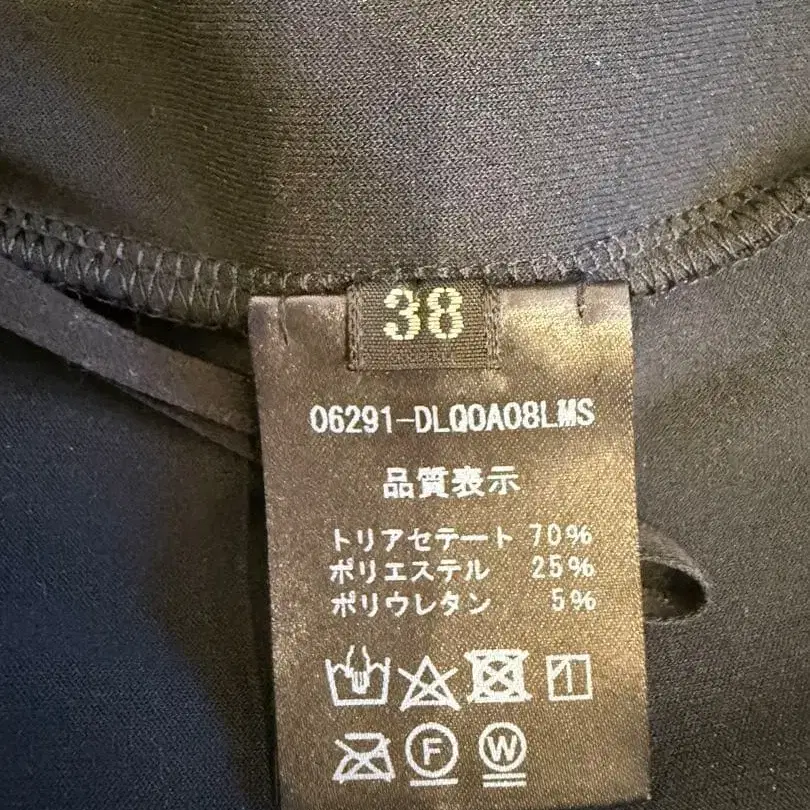 38
06291-DLQ0A08LMS
品質表示
トリアセテート 70%
ポリエステル 25%
ポリウレタン 5%
F W